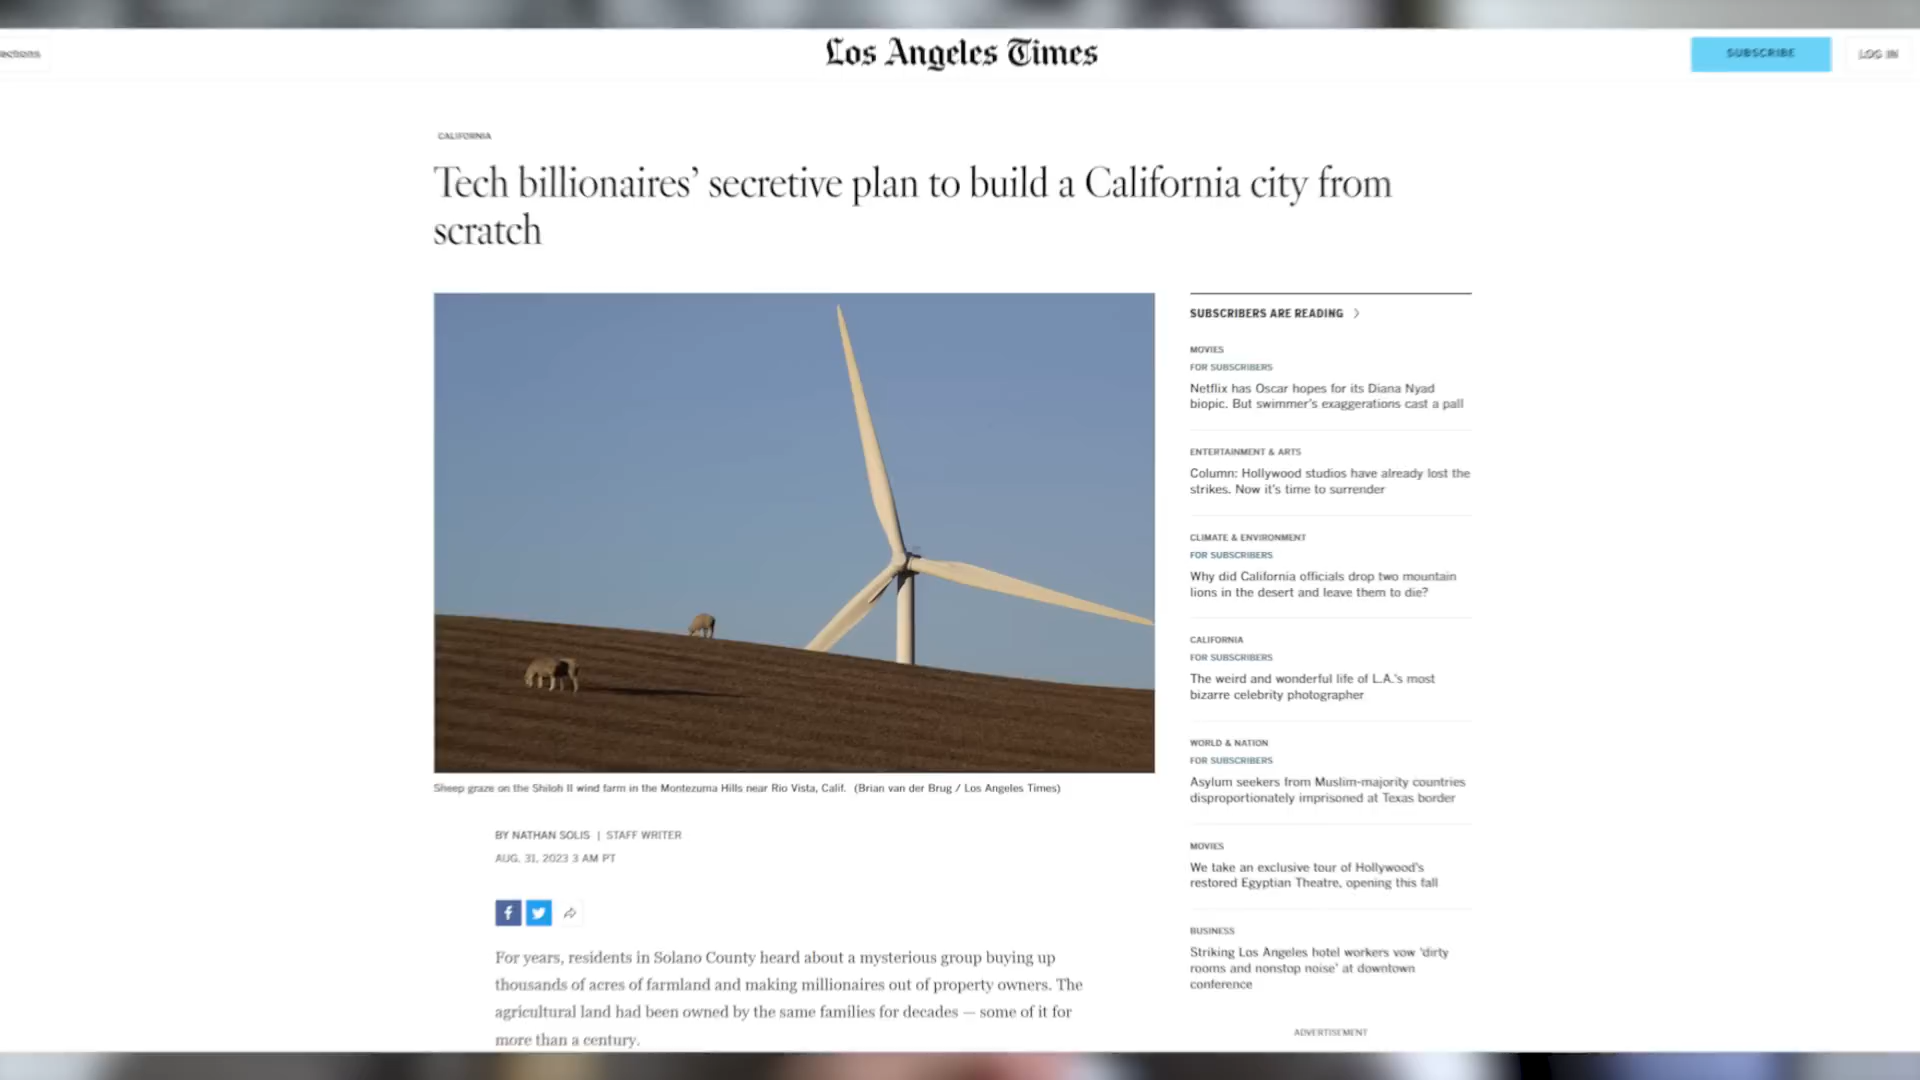 ections
Los Angeles Times
SUBSCRIBE
LOG IN
CALIFORNIA
Tech billionaires’ secretive plan to build a California city from
scratch
Sheep graze on the Shiloh II wind farm in the Montezuma Hills near Rio Vista, Calif. (Brian van der Brug / Los Angeles Times)
BY NATHAN SOLIS | STAFF WRITER
AUG. 31, 2023 3 AM PT
For years, residents in Solano County heard about a mysterious group buying up
thousands of acres of farmland and making millionaires out of property owners. The
agricultural land had been owned by the same families for decades — some of it for
more than a century.
SUBSCRIBERS ARE READING
MOVIES
FOR SUBSCRIBERS
Netflix has Oscar hopes for its Diana Nyad
biopic. But swimmer’s exaggerations cast a pall
ENTERTAINMENT & ARTS
Column: Hollywood studios have already lost the
strikes. Now it’s time to surrender
CLIMATE & ENVIRONMENT
FOR SUBSCRIBERS
Why did California officials drop two mountain
lions in the desert and leave them to die?
CALIFORNIA
FOR SUBSCRIBERS
The weird and wonderful life of L.A.’s most
bizarre celebrity photographer
WORLD & NATION
FOR SUBSCRIBERS
Asylum seekers from Muslim-majority countries
disproportionately imprisoned at Texas border
MOVIES
We take an exclusive tour of Hollywood’s
restored Egyptian Theatre, opening this fall
BUSINESS
Striking Los Angeles hotel workers vow ‘dirty
rooms and nonstop noise’ at downtown
conference
ADVERTISEMENT